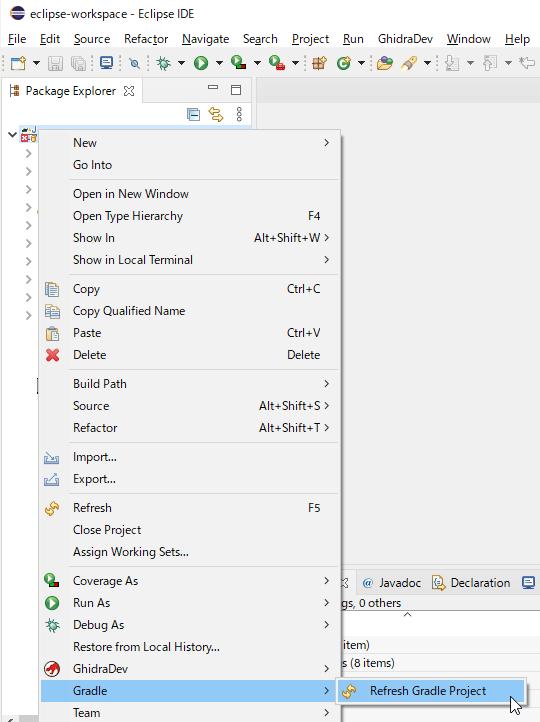 eclipse-workspace - Eclipse IDE
File Edit Source Refactor Navigate Search Project Run GhidraDev Window Help
Package Explorer
New
Go Into
Open in New Window
Open Type Hierarchy F4
Show In Alt+Shift+W
Show in Local Terminal
Copy Ctrl+C
Copy Qualified Name
Paste Ctrl+V
Delete Delete
Build Path
Source Alt+Shift+S
Refactor Alt+Shift+T
Import...
Export...
Refresh F5
Close Project
Assign Working Sets...
Coverage As
@ Javadoc Declaration
Run As
gs, 0 others
Debug As
Restore from Local History...
item)
GhidraDev
s (8 items)
Gradle
Refresh Gradle Project
Team